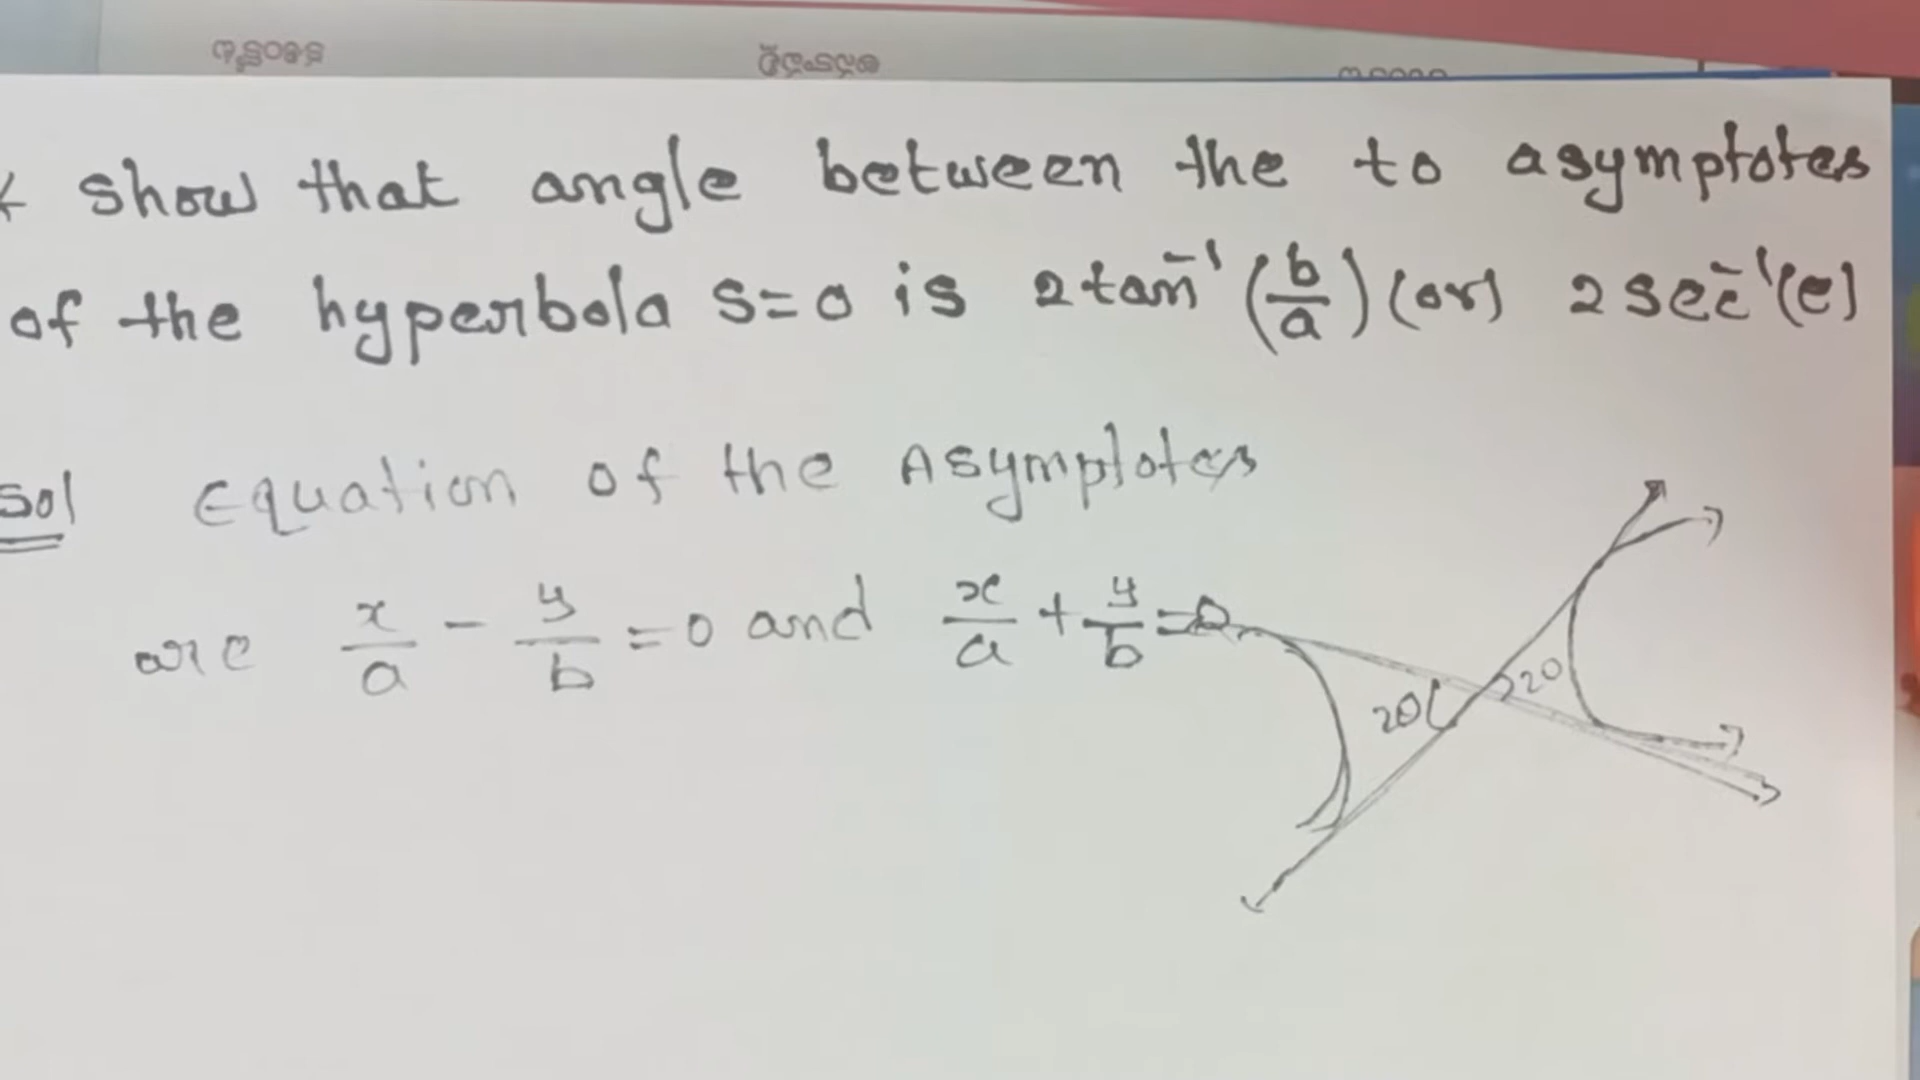 show that angle between the to asymptotes
of the hyperbola S=0 is 2tan⁻¹(b/a) (or) 2sec⁻¹(e)
Sol Equation of the Asymptotes
are x/a - y/b =0 and x/a + y/b =0
2θ
2θ